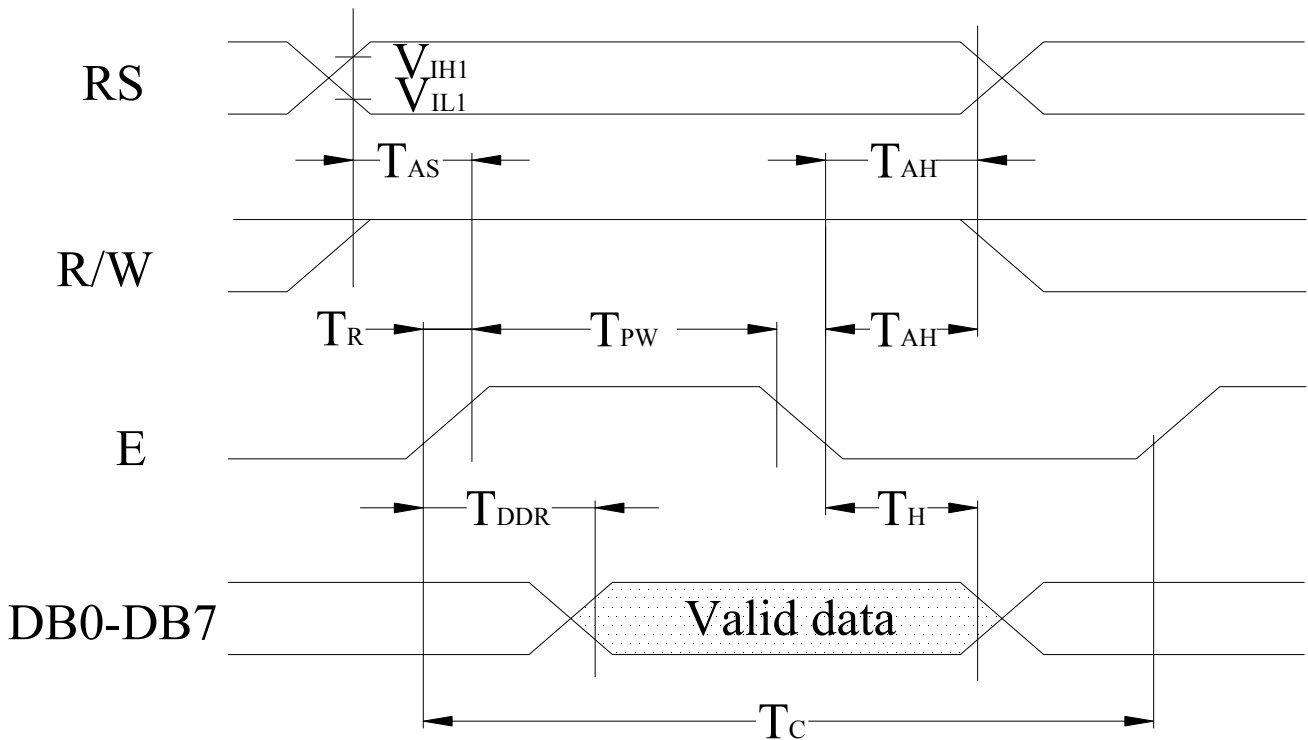 RS
VIH1
VIL1
TAS
TAH
R/W
TR
TPW
TAH
E
TDDR
TH
DB0-DB7
Valid data
TC